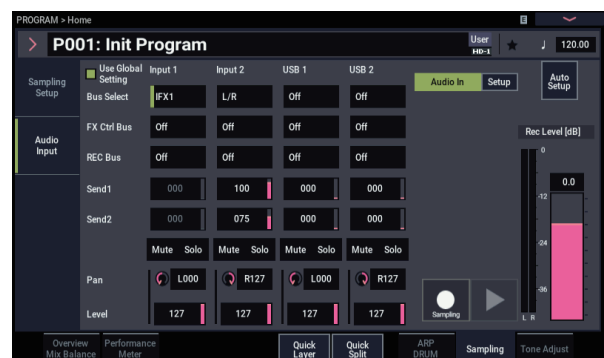 PROGRAM > Home
E
P001: Init Program
User
HD-1
♩ 120.00
Sampling Setup
Audio Input
Use Global Setting
Input 1 Input 2 USB 1 USB 2
Audio In Setup
Auto Setup
Bus Select IFX1 L/R Off Off
FX Ctrl Bus Off Off Off Off
REC Bus Off Off Off Off
Send1 000 100 000 000
Send2 000 075 000 000
Mute Solo Mute Solo Mute Solo Mute Solo
Pan L000 R127 L000 R127
Level 127 127 127 127
Rec Level [dB]
0
0.0
-12
-24
-36
L R
Sampling
Overview Mix Balance
Performance Meter
Quick Layer
Quick Split
ARP DRUM
Sampling
Tone Adjust